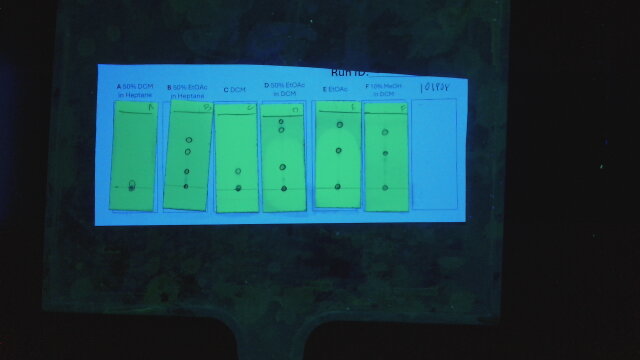 Run ID:
A 50% DCM
in Heptane
B 50% EtOAc
in Heptane
C DCM
D 50% EtOAc
in DCM
E EtOAc
F 10% MeOH
in DCM
A
B
C
D
E
F